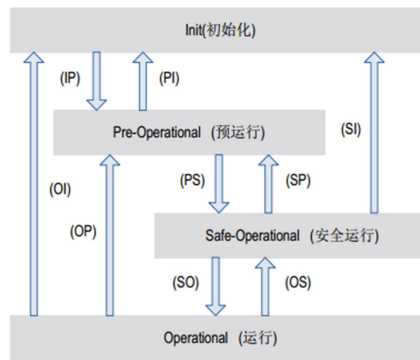 Init(初始化)
(IP)
(PI)
Pre-Operational (预运行)
(SI)
(OI)
(PS)
(SP)
(OP)
Safe-Operational (安全运行)
(SO)
(OS)
Operational (运行)